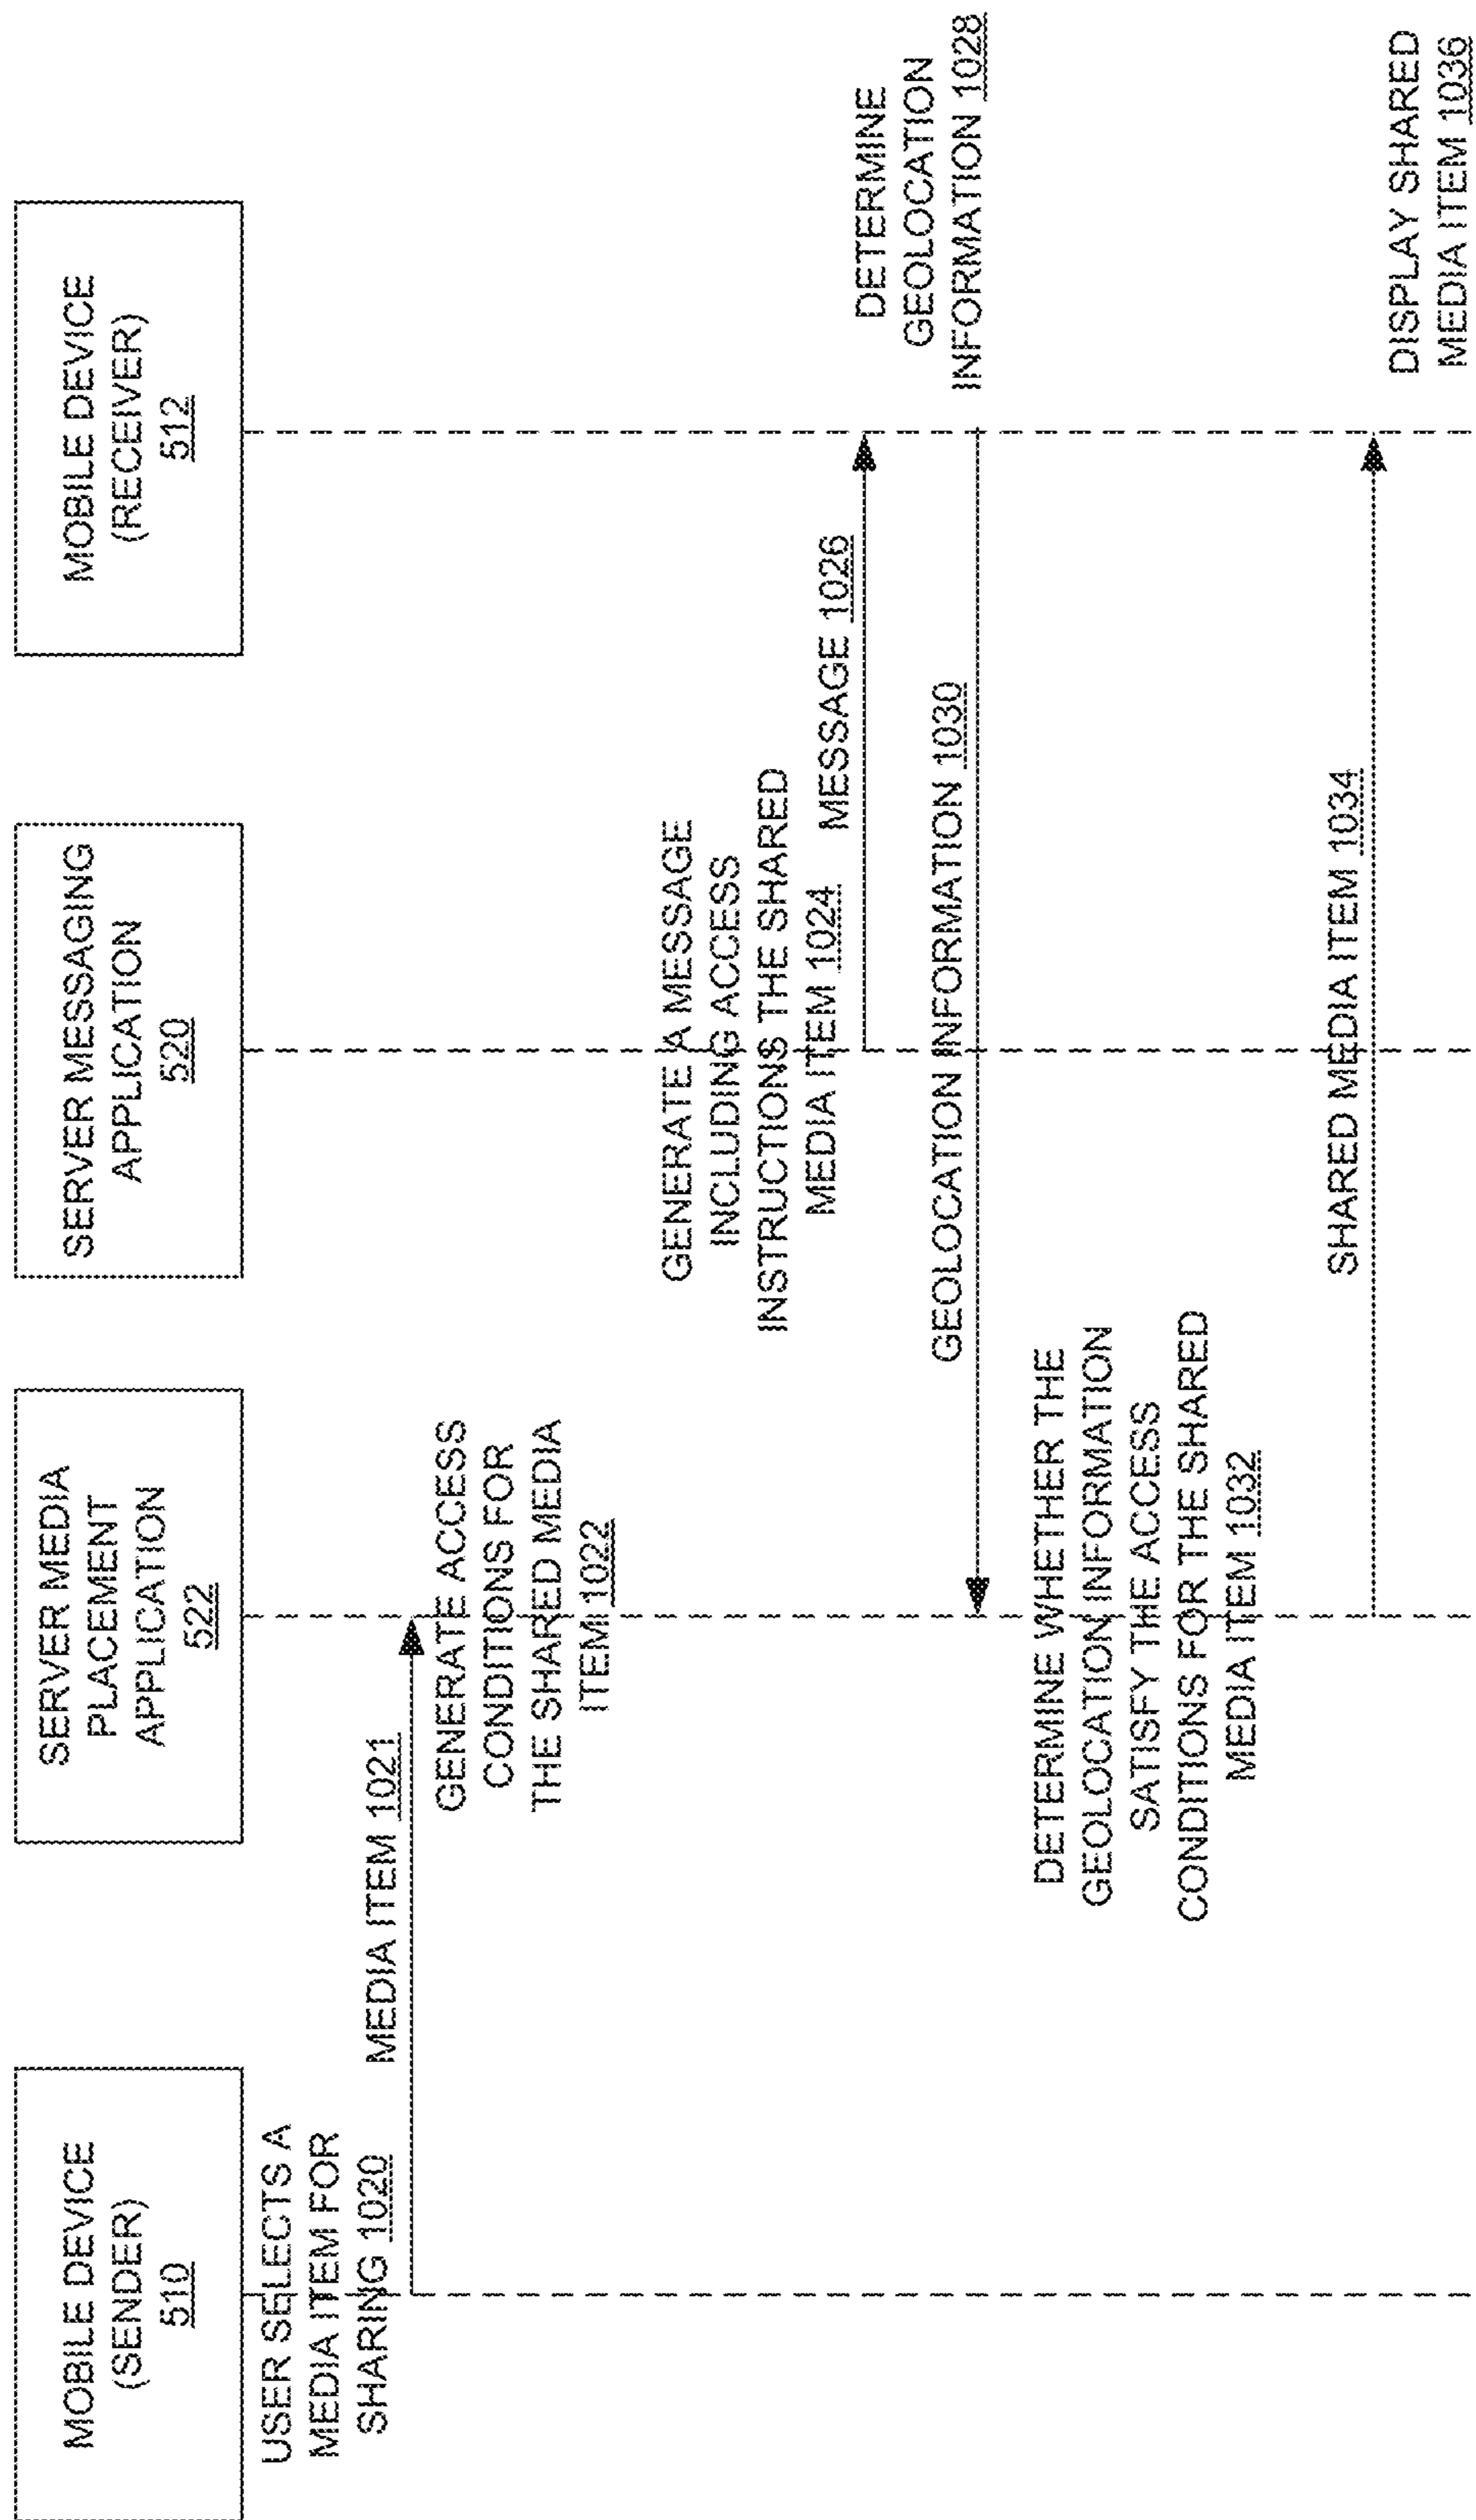 MOBILE DEVICE
(SENDER)
510
SERVER MEDIA
PLACEMENT
APPLICATION
522
SERVER MESSAGING
APPLICATION
520
MOBILE DEVICE
(RECEIVER)
512
USER SELECTS A
MEDIA ITEM FOR
SHARING 1020
MEDIA ITEM 1021
GENERATE ACCESS
CONDITIONS FOR
THE SHARED MEDIA
ITEM 1022
GENERATE A MESSAGE
INCLUDING ACCESS
INSTRUCTIONS THE SHARED
MEDIA ITEM 1024
MESSAGE 1026
DETERMINE
GEOLOCATION
INFORMATION 1028
GEOLOCATION INFORMATION 1030
DETERMINE WHETHER THE
GEOLOCATION INFORMATION
SATISFY THE ACCESS
CONDITIONS FOR THE SHARED
MEDIA ITEM 1032
SHARED MEDIA ITEM 1034
DISPLAY SHARED
MEDIA ITEM 1036